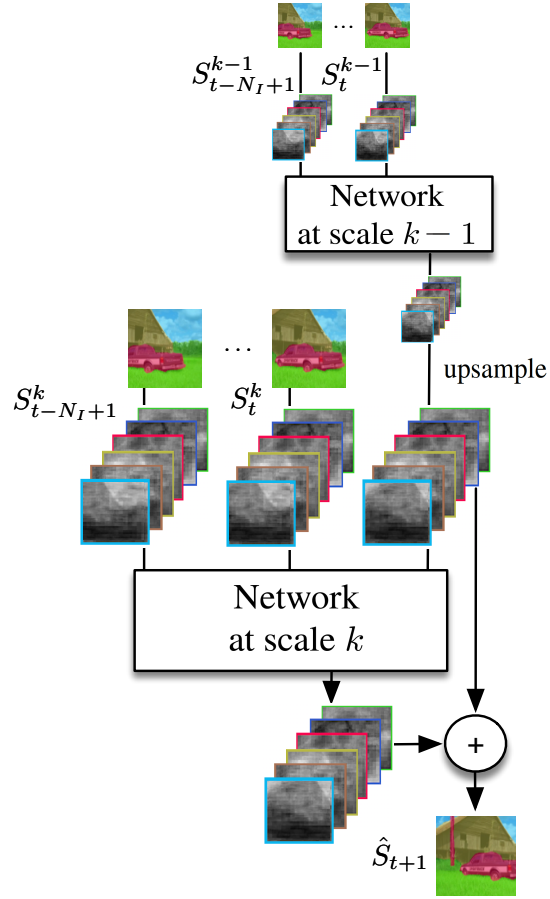 ...
S^{k-1}_{t-N_I+1} S^{k-1}_t
Network
at scale k − 1
upsample
...
S^k_{t-N_I+1} S^k_t
Network
at scale k
+
Ŝ_{t+1}